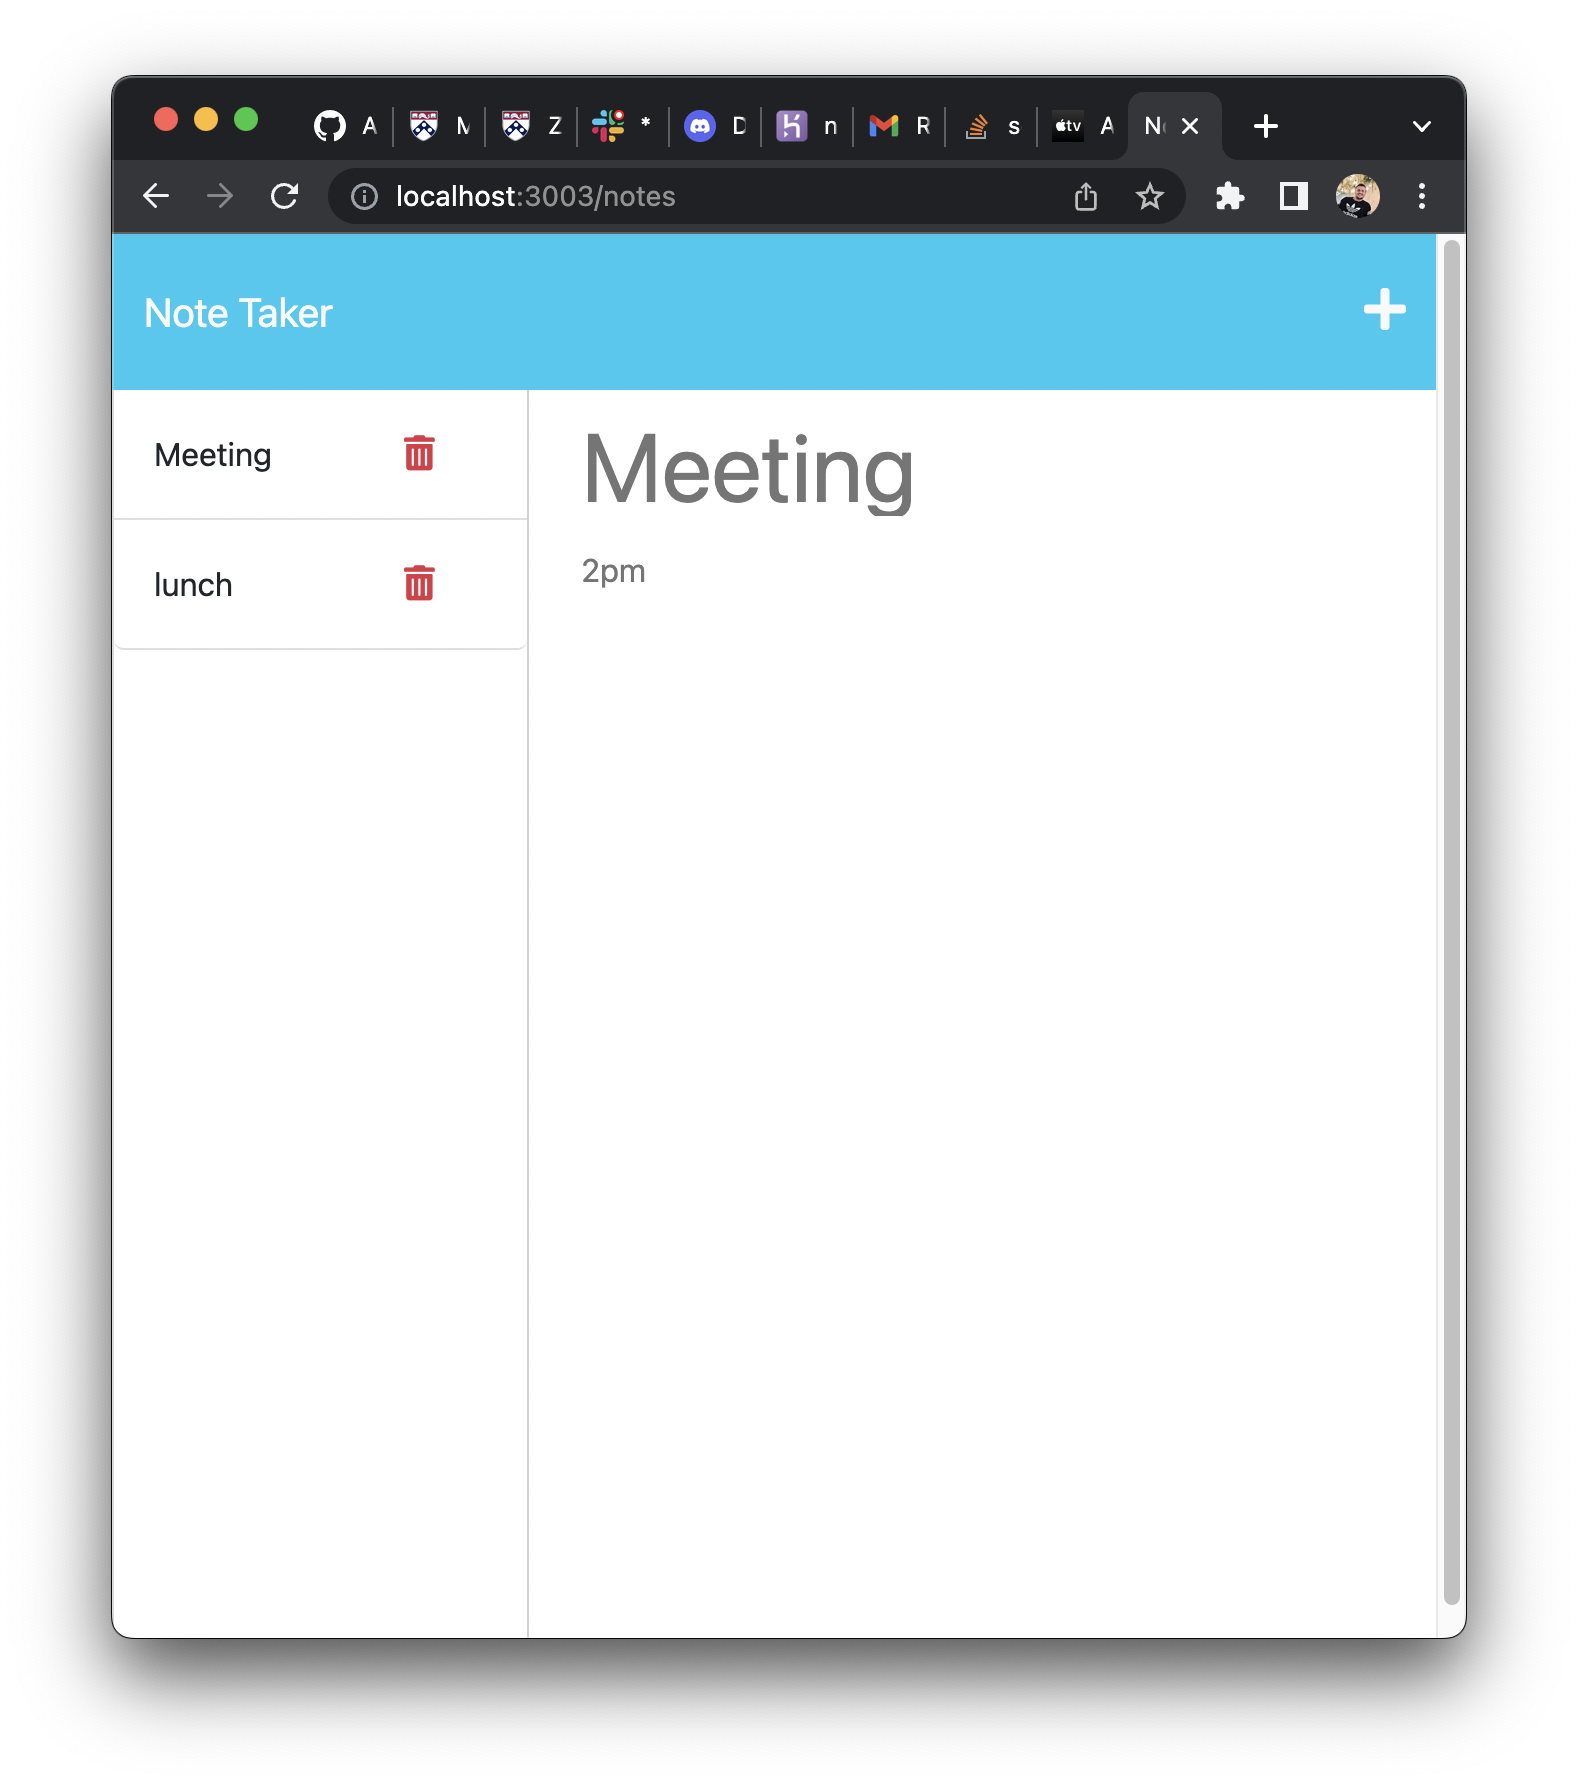 A M Z * D n R s tv A N
localhost:3003/notes
Note Taker
Meeting
lunch
Meeting
2pm